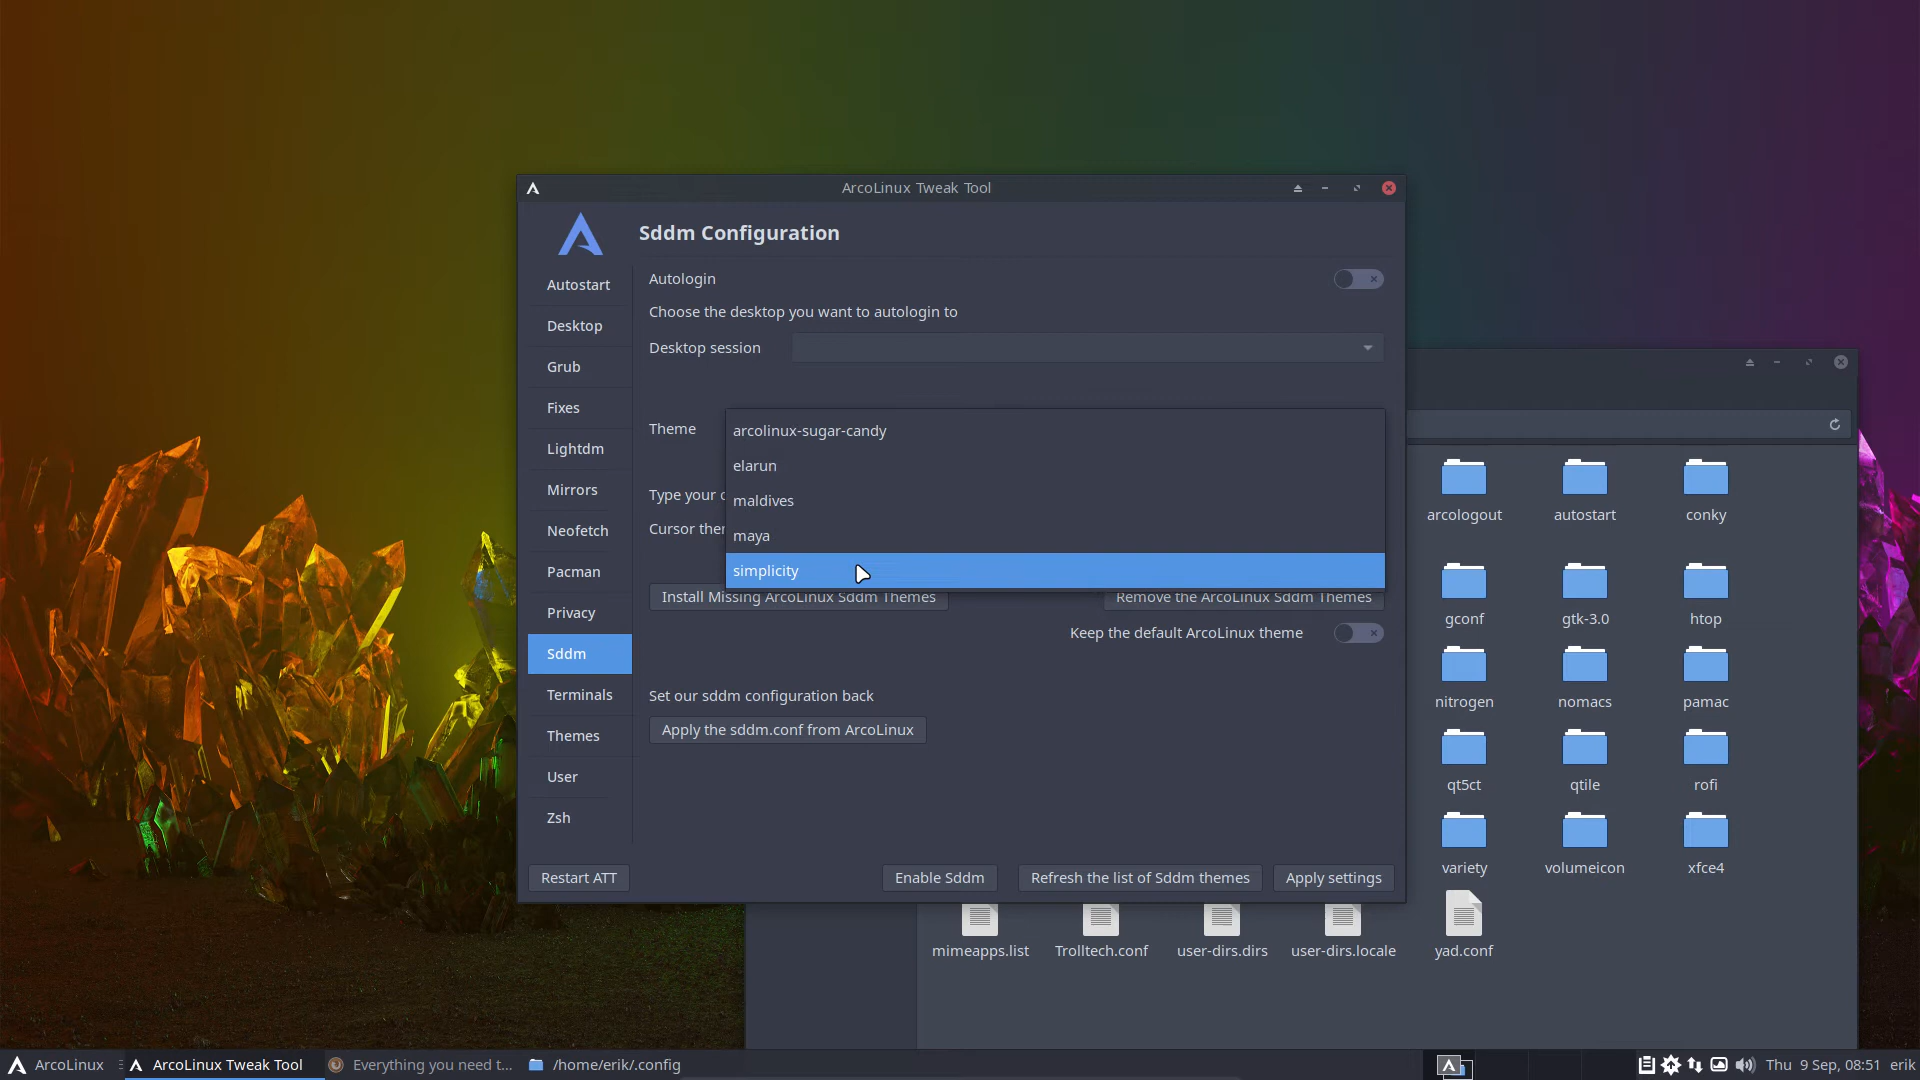 ArcoLinux Tweak Tool
Sddm Configuration
Autostart
Desktop
Grub
Fixes
Lightdm
Mirrors
Neofetch
Pacman
Privacy
Sddm
Terminals
Themes
User
Zsh
Autologin
Choose the desktop you want to autologin to
Desktop session
Theme
arcolinux-sugar-candy
elarun
maldives
maya
simplicity
Type your
Cursor
Install Missing ArcoLinux Sddm Themes
Remove the ArcoLinux Sddm Themes
Keep the default ArcoLinux theme
Set our sddm configuration back
Apply the sddm.conf from ArcoLinux
Restart ATT
Enable Sddm
Refresh the list of Sddm themes
Apply settings
arcologout autostart conky
gconf gtk-3.0 htop
nitrogen nomacs pamac
qt5ct qtile rofi
variety volumeicon xfce4
mimeapps.list Trolltech.conf user-dirs.dirs user-dirs.locale yad.conf
ArcoLinux
ArcoLinux Tweak Tool
Everything you need t...
/home/erik/.config
Thu 9 Sep, 08:51 erik